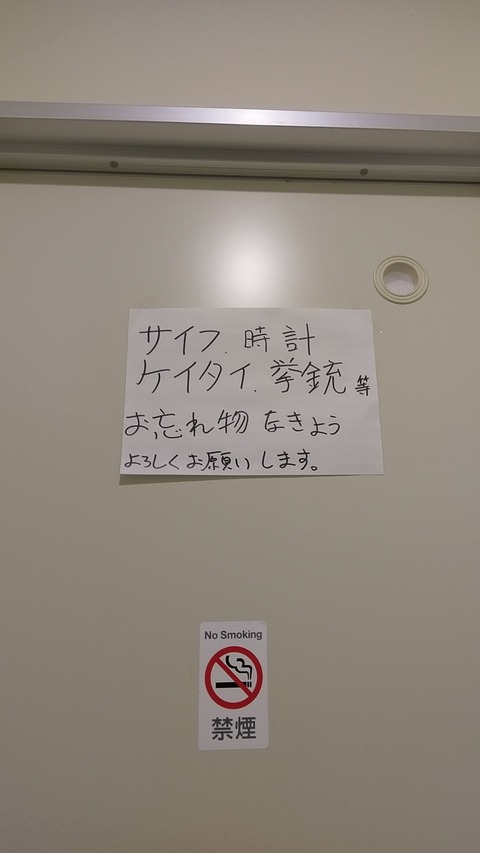 サイフ.時計
ケイタイ.挙銃等
お忘れ物なきよう
よろしくお願いします。
No Smoking
禁煙